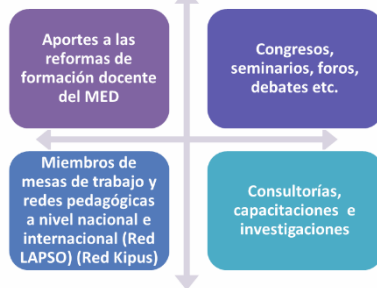 Aportes a las
reformas de
formación docente
del MED
Congresos,
seminarios, foros,
debates etc.
Miembros de
mesas de trabajo y
redes pedagógicas
a nivel nacional e
internacional (Red
LAPSO) (Red Kipus)
Consultorías,
capacitaciones e
investigaciones